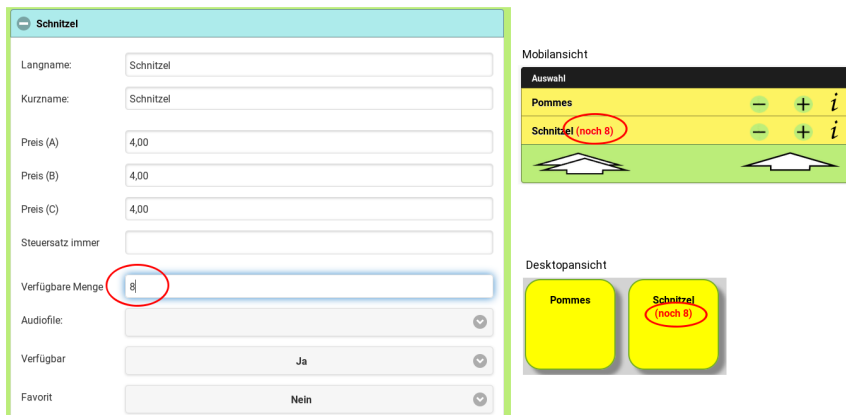 Schnitzel
Langname:
Schnitzel
Kurzname:
Schnitzel
Preis (A)
4,00
Preis (B)
4,00
Preis (C)
4,00
Steuersatz immer
Verfügbare Menge
8
Audiofile:
Verfügbar
Ja
Favorit
Nein
Mobilansicht
Auswahl
Pommes
i
Schnitzel (noch 8)
i
Desktopansicht
Pommes
Schnitzel
(noch 8)